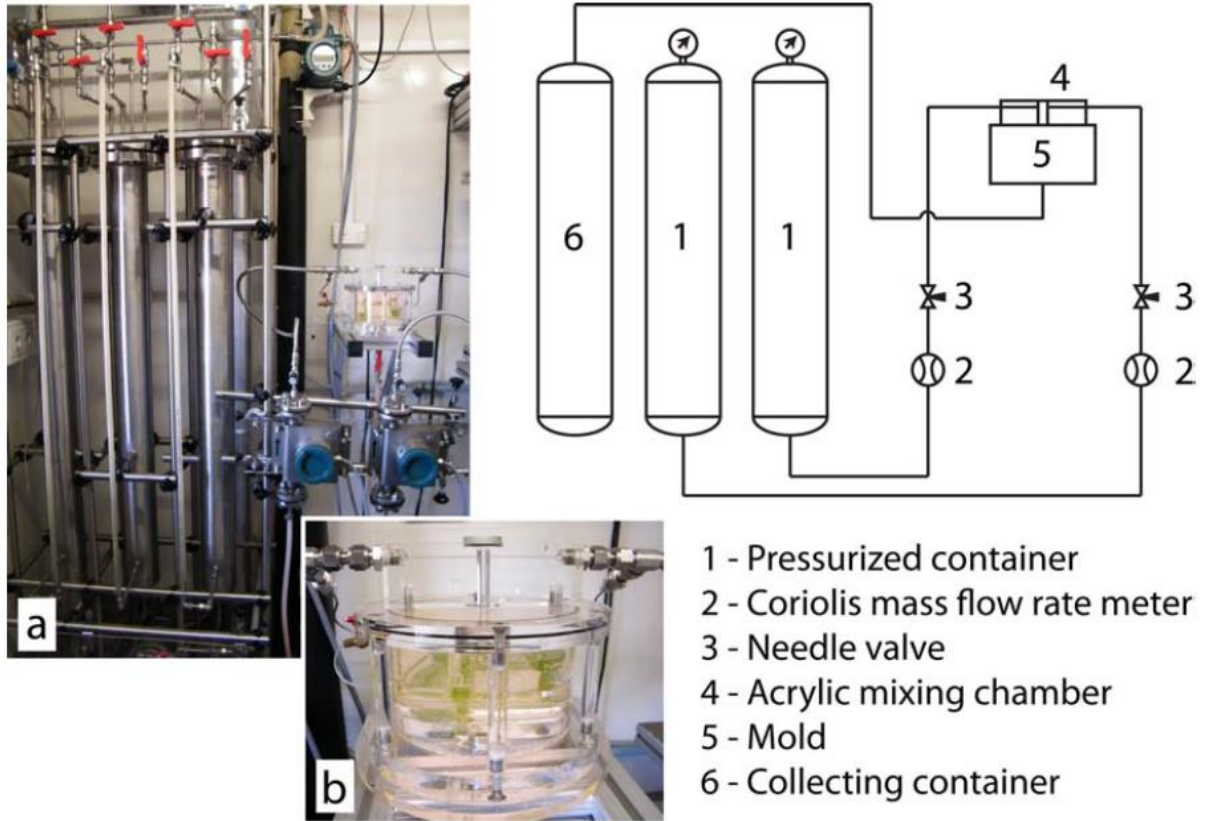 4
5
6
1
1
3
3
2
2
a
b
1 - Pressurized container
2 - Coriolis mass flow rate meter
3 - Needle valve
4 - Acrylic mixing chamber
5 - Mold
6 - Collecting container